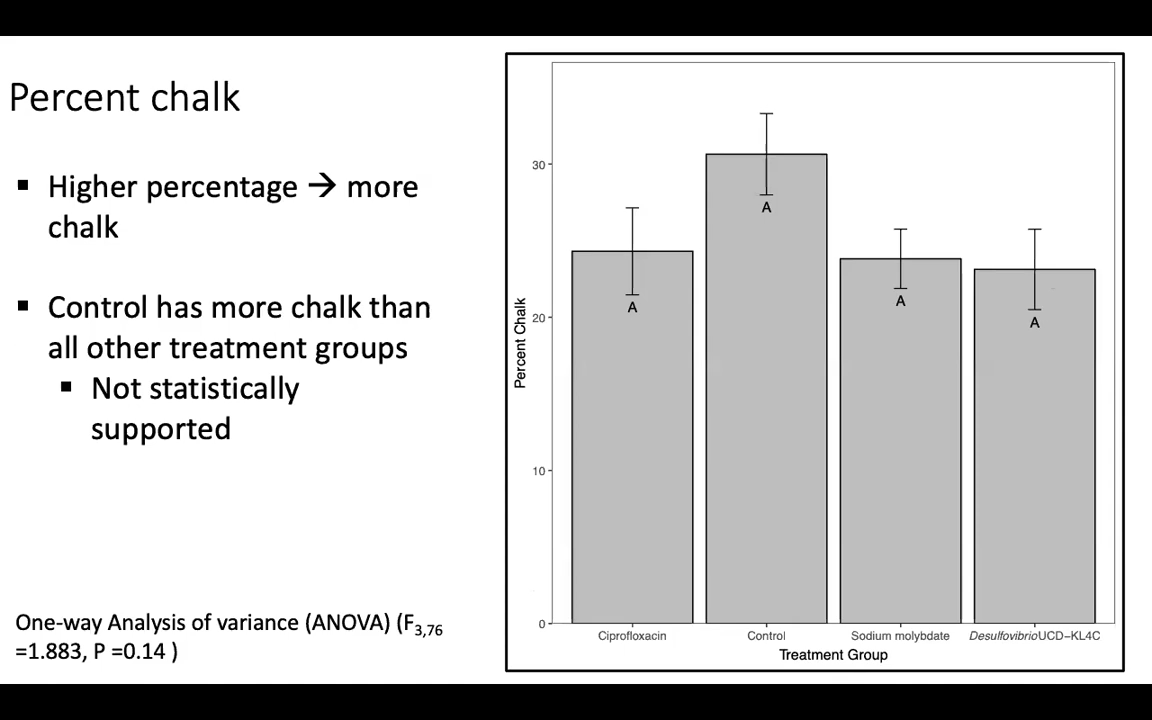 Percent chalk
▪ Higher percentage → more
chalk
▪ Control has more chalk than
all other treatment groups
▪ Not statistically
supported
One-way Analysis of variance (ANOVA) (F3,76
=1.883, P =0.14 )
Percent Chalk
30
20
10
0
A
A
A
A
Ciprofloxacin
Control
Sodium molybdate
DesulfovibrioUCD−KL4C
Treatment Group